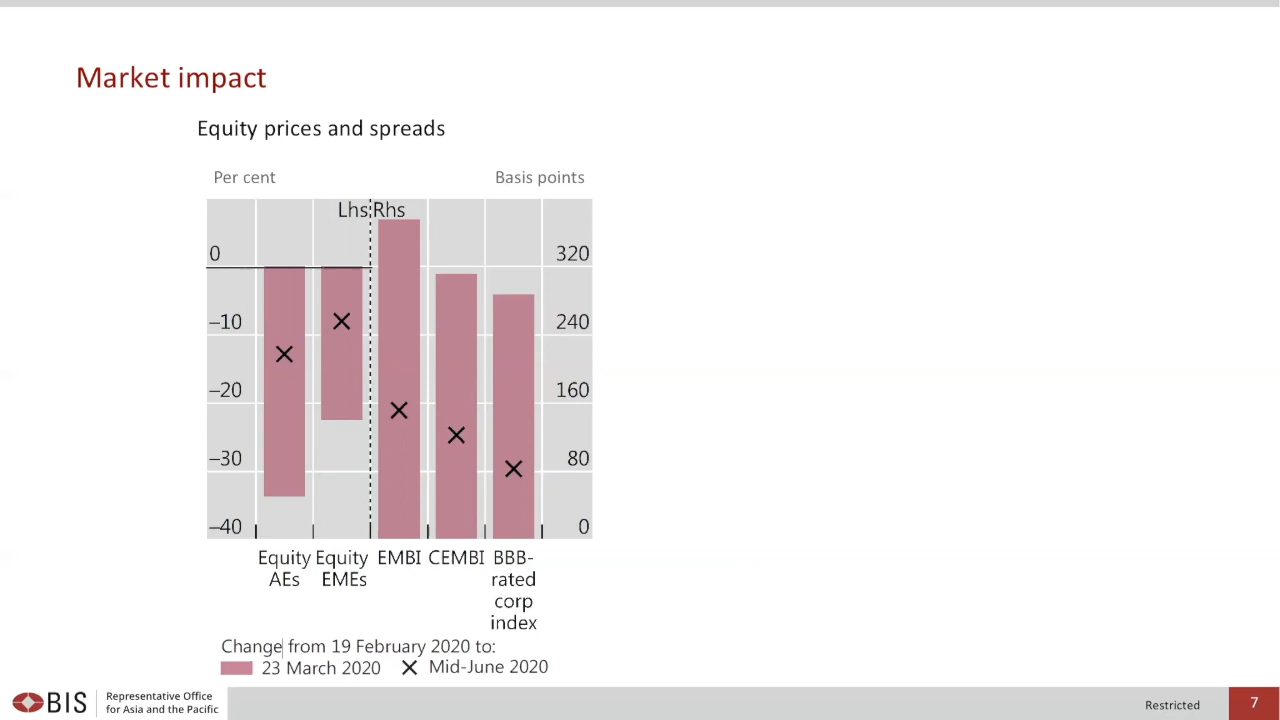 Market impact
Equity prices and spreads
Per cent
Basis points
Lhs Rhs
0
–10
–20
–30
–40
320
240
160
80
0
Equity AEs
Equity EMEs
EMBI
CEMBI
BBB-
rated
corp
index
Change from 19 February 2020 to:
23 March 2020
Mid-June 2020
BIS
Representative Office
for Asia and the Pacific
Restricted
7